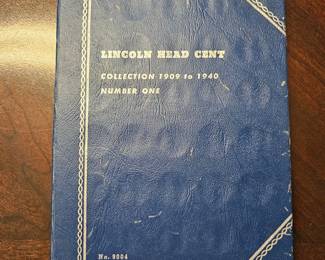 LINCOLN HEAD CENT
COLLECTION 1909 to 1940
NUMBER ONE
No. 9004